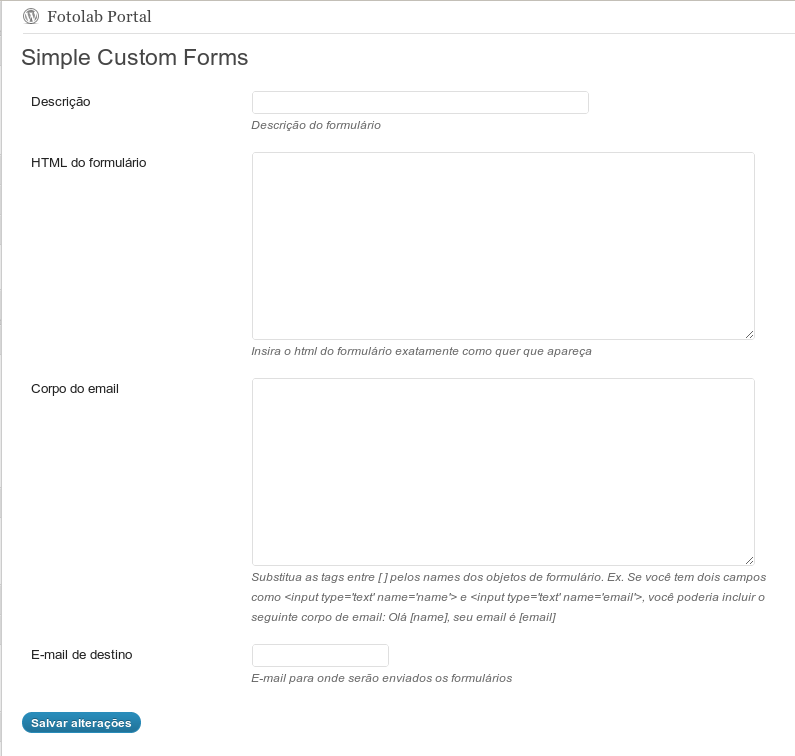 Fotolab Portal
Simple Custom Forms
Descrição
Descrição do formulário
HTML do formulário
Insira o html do formulário exatamente como quer que apareça
Corpo do email
Substitua as tags entre [ ] pelos names dos objetos de formulário. Ex. Se você tem dois campos
como <input type='text' name='name'> e <input type='text' name='email'>, você poderia incluir o
seguinte corpo de email: Olá [name], seu email é [email]
E-mail de destino
E-mail para onde serão enviados os formulários
Salvar alterações